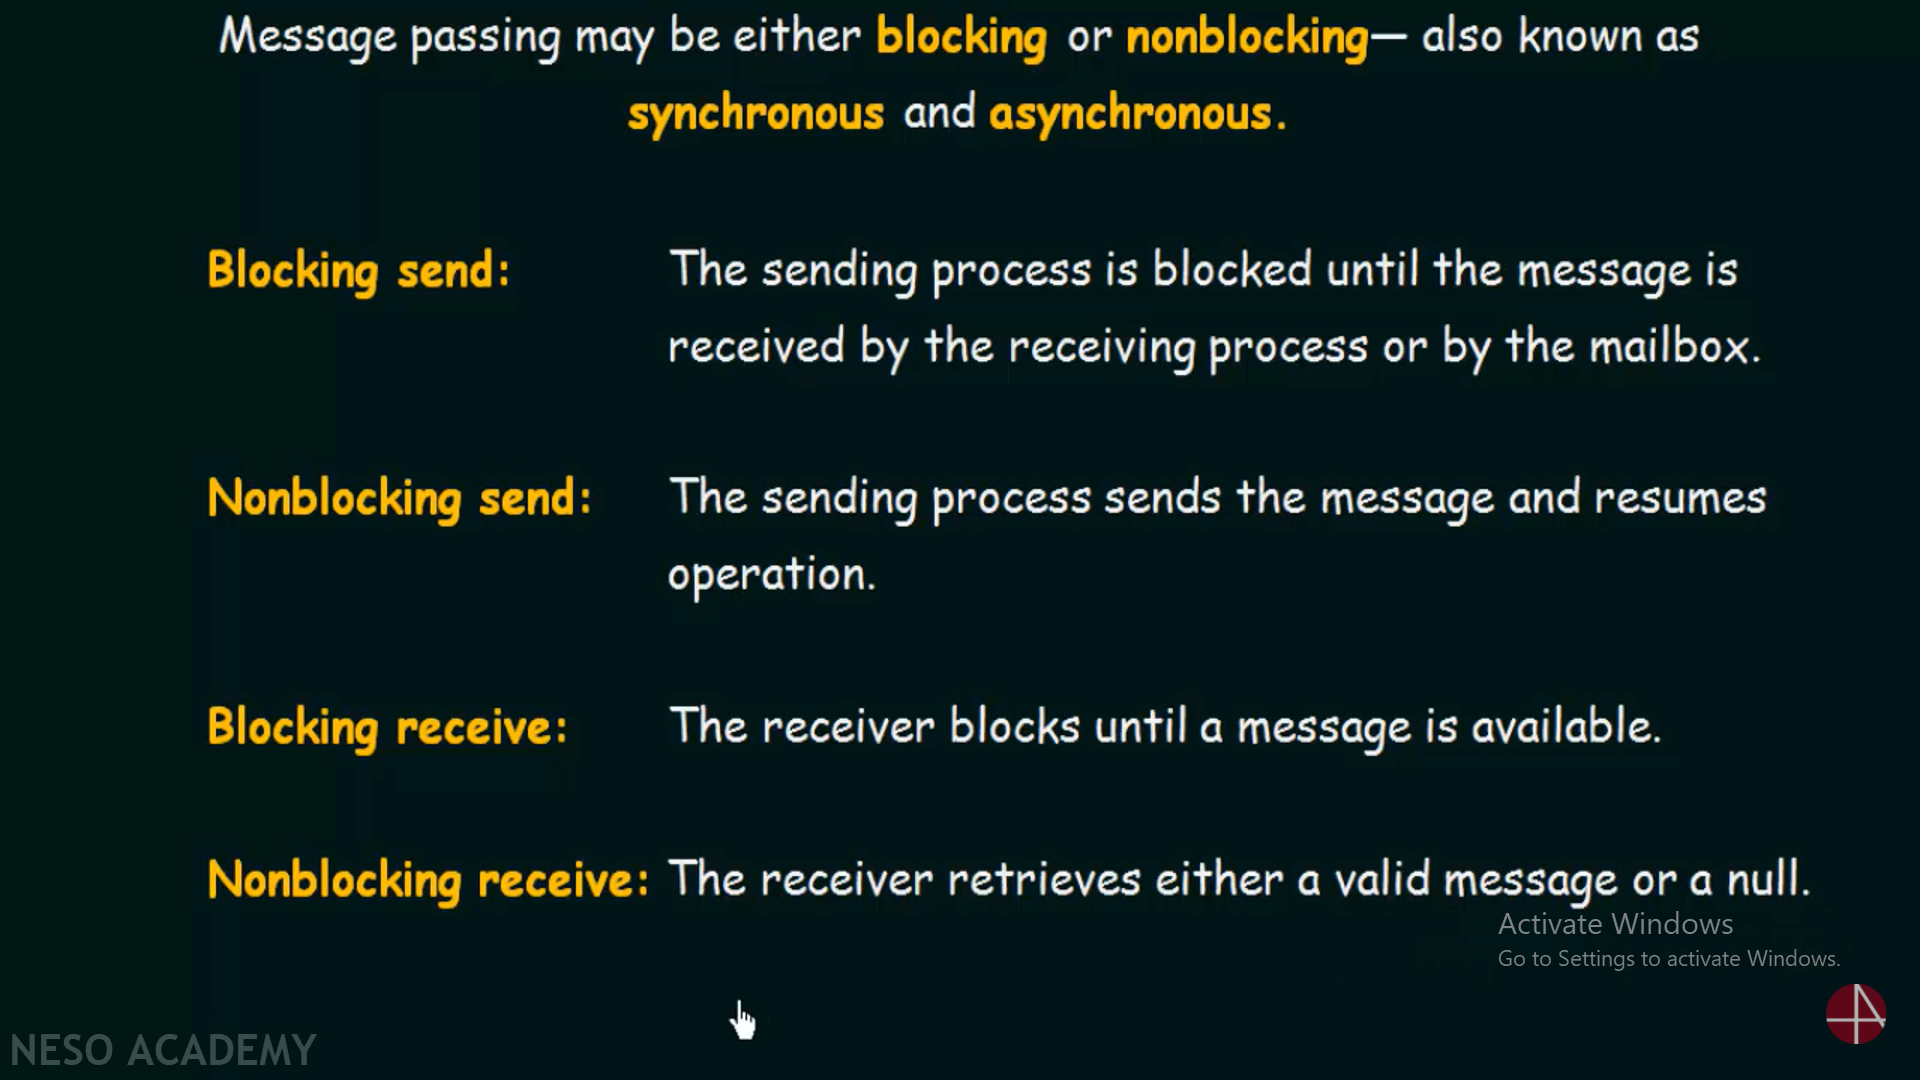 Message passing may be either blocking or nonblocking— also known as
synchronous and asynchronous.
Blocking send: The sending process is blocked until the message is
received by the receiving process or by the mailbox.
Nonblocking send: The sending process sends the message and resumes
operation.
Blocking receive: The receiver blocks until a message is available.
Nonblocking receive: The receiver retrieves either a valid message or a null.
Activate Windows
Go to Settings to activate Windows.
NESO ACADEMY